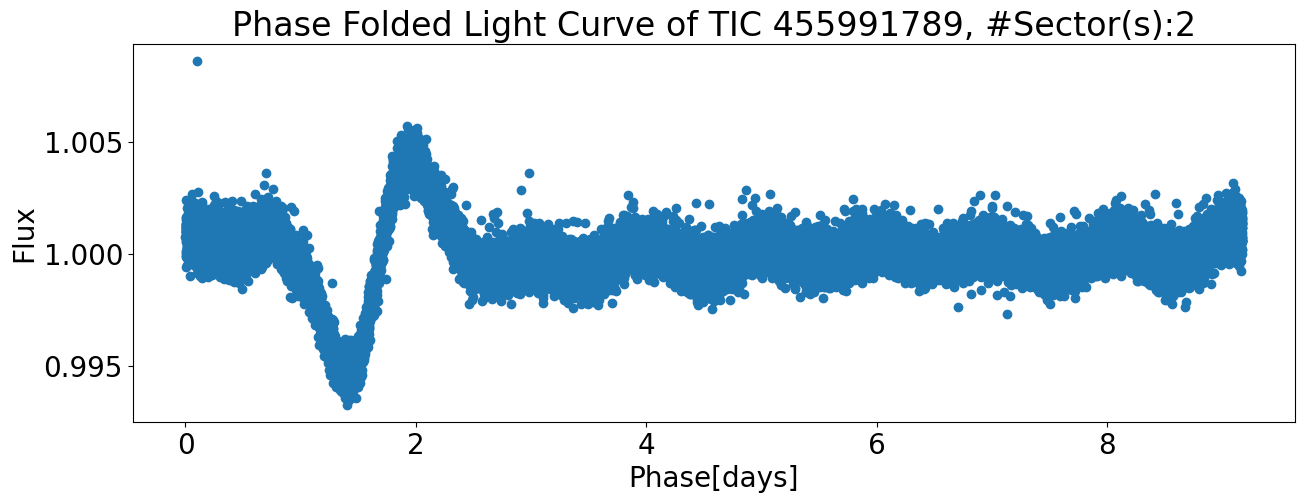 Phase Folded Light Curve of TIC 455991789, #Sector(s):2
1.005
1.000
0.995
Flux
0
2
4
6
8
Phase[days]